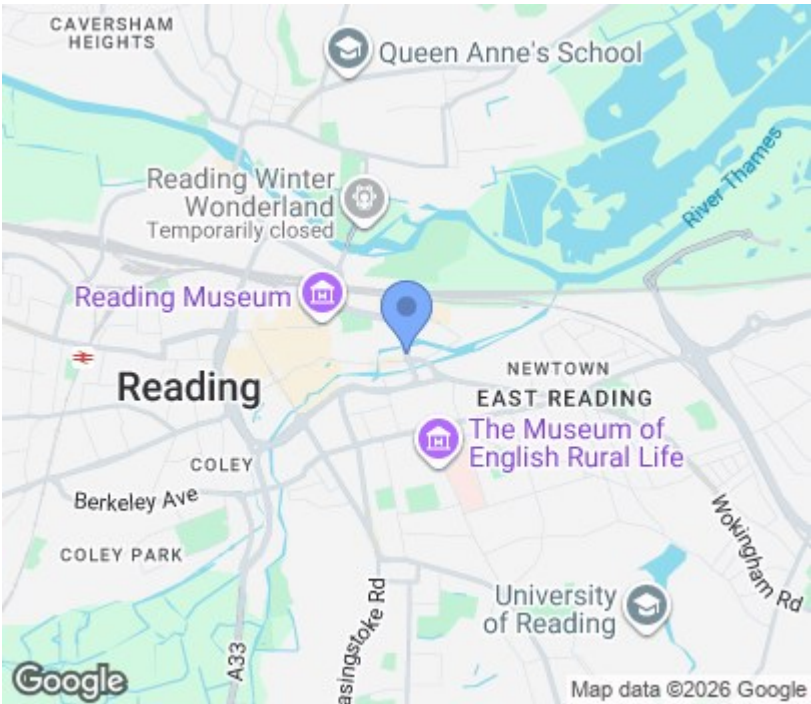 CAVERSHAM
HEIGHTS
Queen Anne's School
Reading Winter
Wonderland
Temporarily closed
River Thames
Reading Museum
Reading
NEWTOWN
EAST READING
The Museum of
English Rural Life
COLEY
Berkeley Ave
Wokingham Rd
COLEY PARK
University
of Reading
asingstoke Rd
A33
Google
Map data ©2026 Google